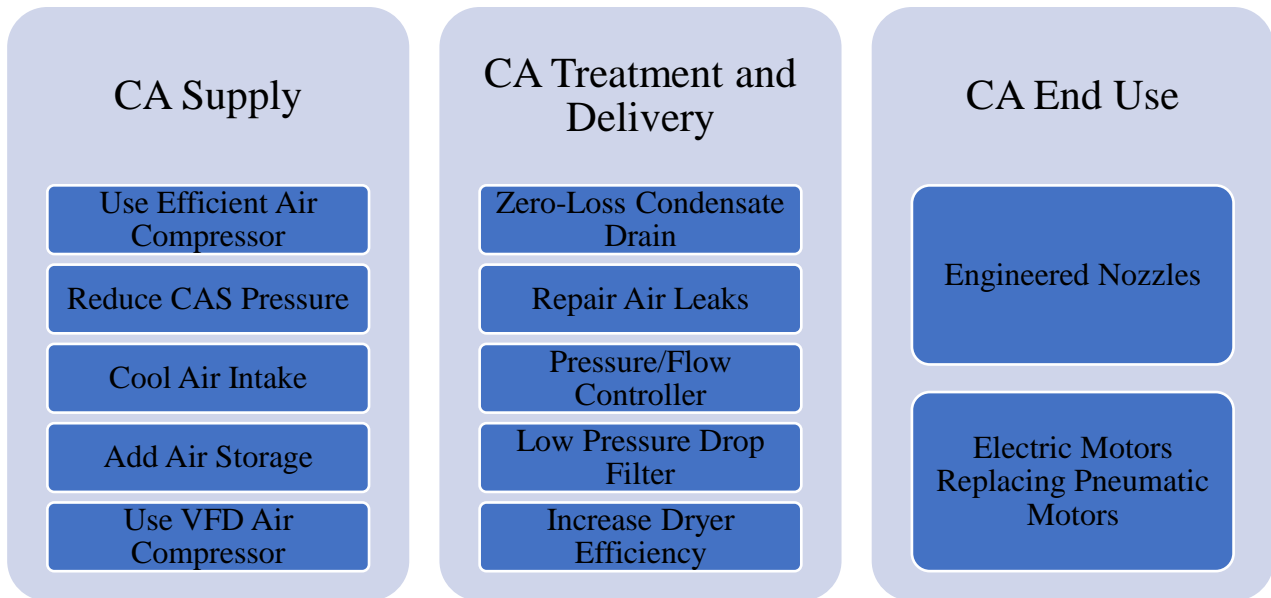 CA Supply
Use Efficient Air
Compressor
Reduce CAS Pressure
Cool Air Intake
Add Air Storage
Use VFD Air
Compressor
CA Treatment and
Delivery
Zero-Loss Condensate
Drain
Repair Air Leaks
Pressure/Flow
Controller
Low Pressure Drop
Filter
Increase Dryer
Efficiency
CA End Use
Engineered Nozzles
Electric Motors
Replacing Pneumatic
Motors